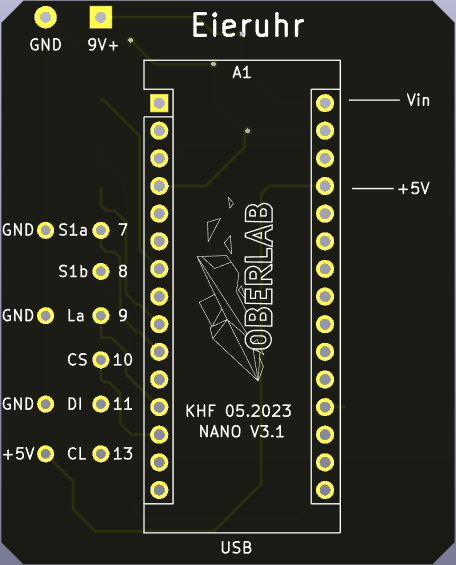 Eieruhr
GND 9V+
A1
Vin
+5V
GND S1a 7
S1b 8
GND La 9
CS 10
GND DI 11
+5V CL 13
OBERLAB
KHF 05.2023
NANO V3.1
USB